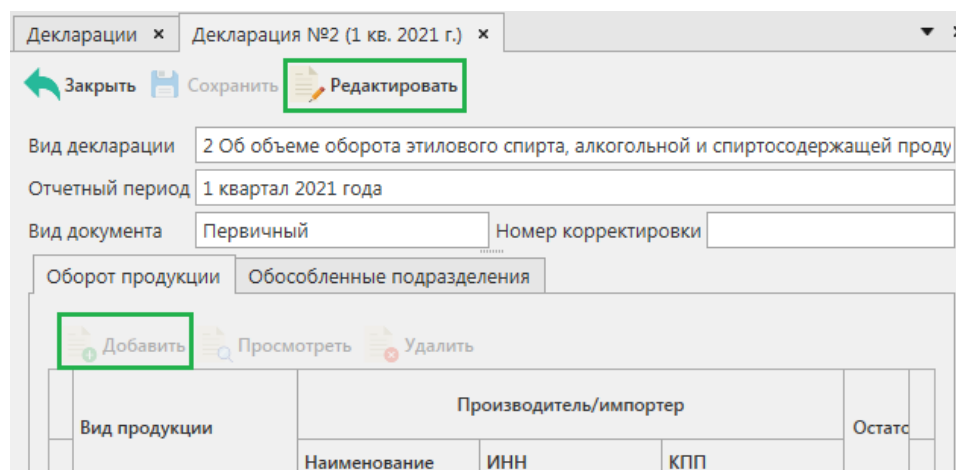 Декларации × Декларация №2 (1 кв. 2021 г.) ×
Закрыть Сохранить Редактировать
Вид декларации 2 Об объеме оборота этилового спирта, алкогольной и спиртосодержащей проду
Отчетный период 1 квартал 2021 года
Вид документа Первичный Номер корректировки
Оборот продукции Обособленные подразделения
Добавить Просмотреть Удалить
Вид продукции Производитель/импортер Остатс
Наименование ИНН КПП